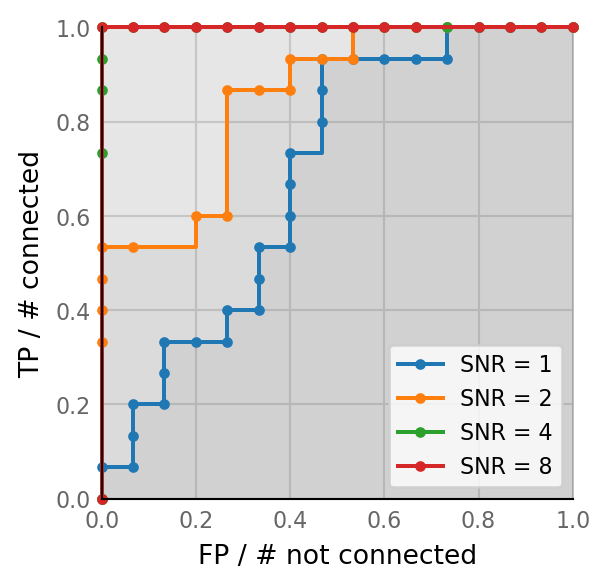 1.0
0.8
0.6
0.4
0.2
0.0
TP / # connected
0.0 0.2 0.4 0.6 0.8 1.0
FP / # not connected
SNR = 1
SNR = 2
SNR = 4
SNR = 8